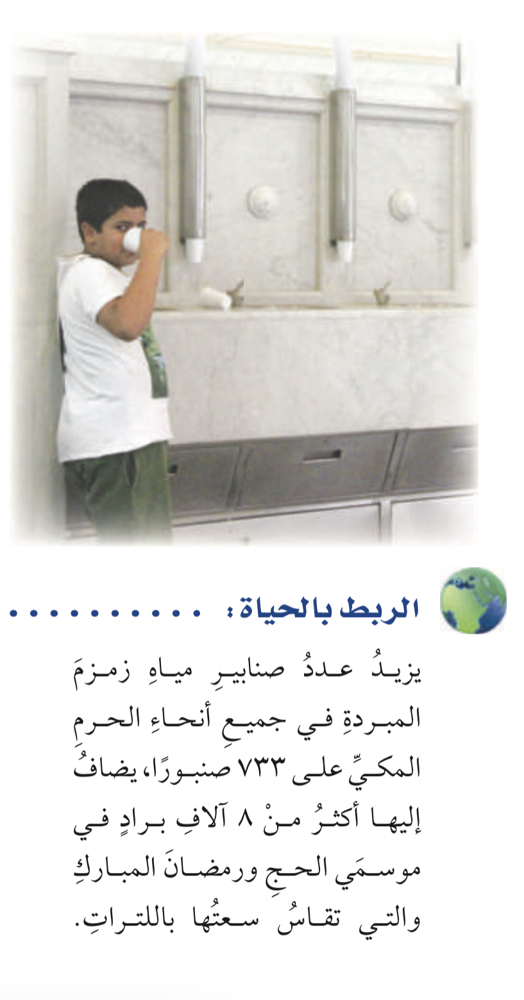 الربط بالحياة: ..........
يزيدُ عددُ صنابيرِ مياهِ زمزمَ
المبردةِ في جميعِ أنحاءِ الحرمِ
المكيِّ على ٧٣٣ صنبورًا، يضافُ
إليها أكثرُ منْ ٨ آلافِ برادٍ في
موسمَي الحجِ ورمضانَ المباركِ
والتي تقاسُ سعتُها باللتراتِ.